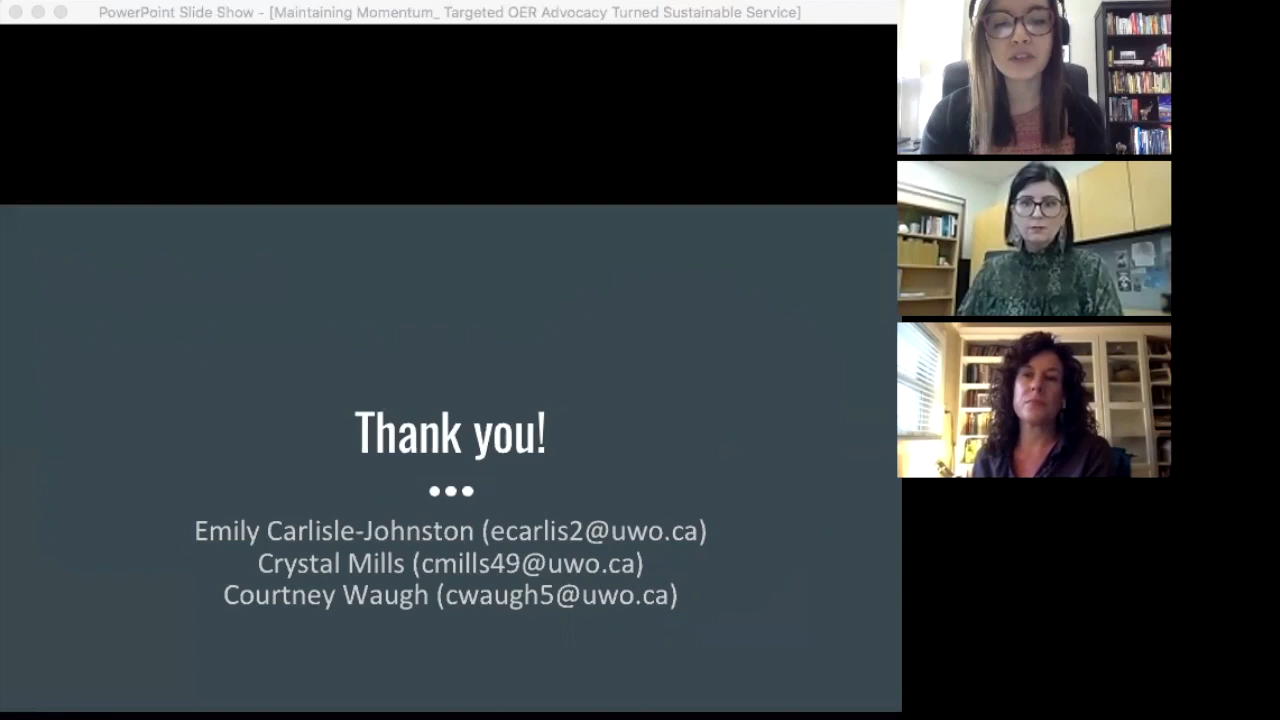 PowerPoint Slide Show - [Maintaining Momentum_ Targeted OER Advocacy Turned Sustainable Service]
Thank you!
Emily Carlisle-Johnston (ecarlis2@uwo.ca)
Crystal Mills (cmills49@uwo.ca)
Courtney Waugh (cwaugh5@uwo.ca)